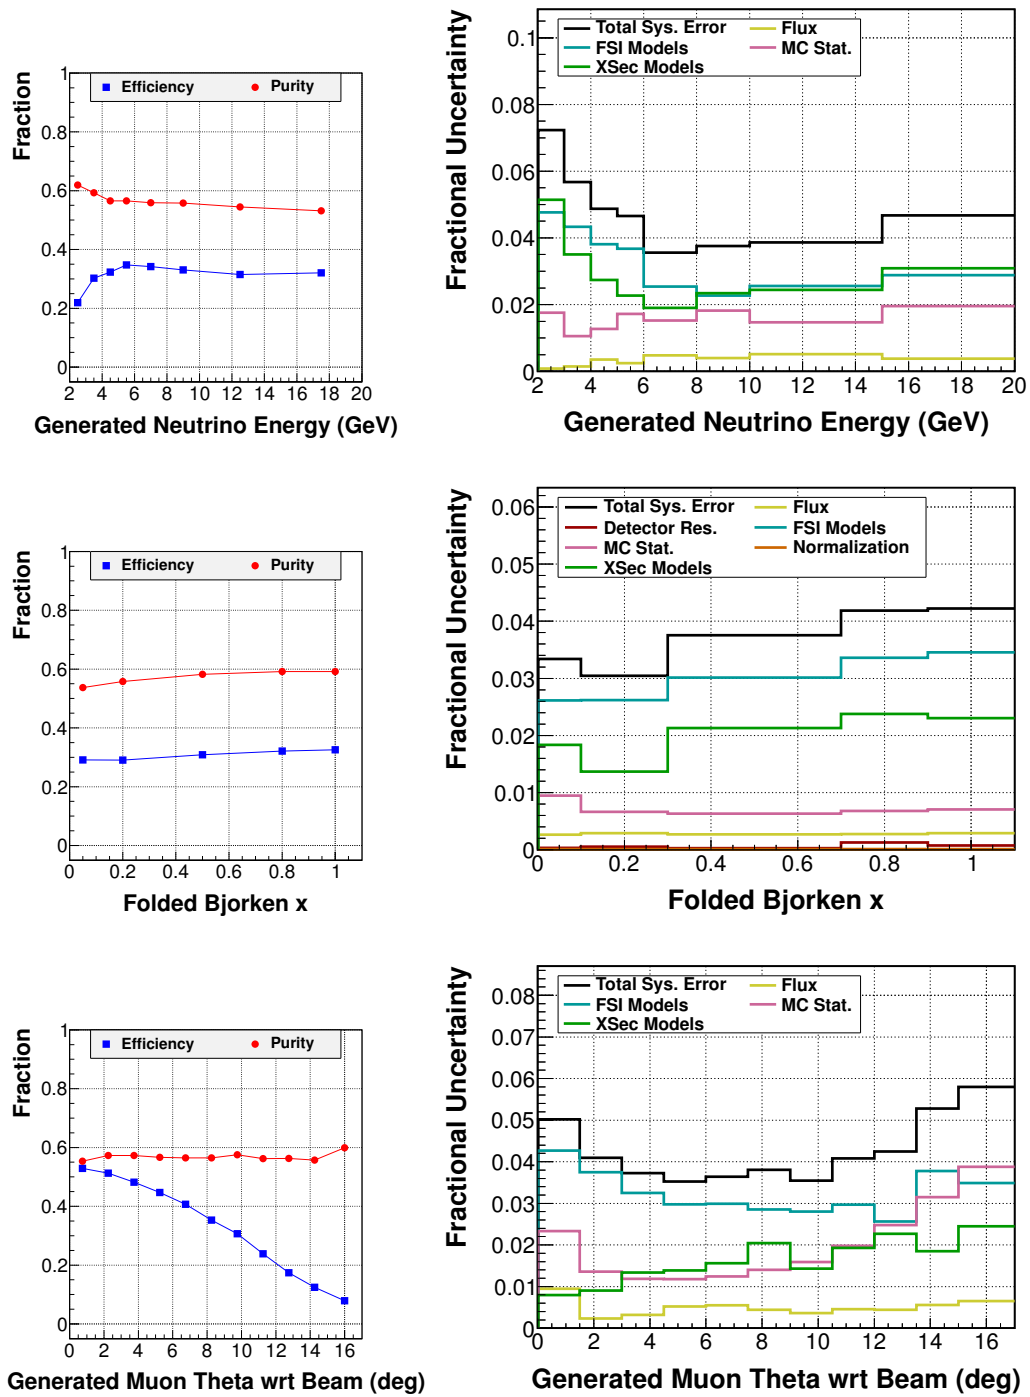 Efficiency Purity
Fraction
1
0.8
0.6
0.4
0.2
0
2 4 6 8 10 12 14 16 18 20
Generated Neutrino Energy (GeV)
Total Sys. Error Flux
FSI Models MC Stat.
XSec Models
Fractional Uncertainty
0.1
0.08
0.06
0.04
0.02
0
2 4 6 8 10 12 14 16 18 20
Generated Neutrino Energy (GeV)
Efficiency Purity
Fraction
1
0.8
0.6
0.4
0.2
0
0 0.2 0.4 0.6 0.8 1
Folded Bjorken x
Total Sys. Error Flux
Detector Res. FSI Models
MC Stat. Normalization
XSec Models
Fractional Uncertainty
0.06
0.05
0.04
0.03
0.02
0.01
0
0 0.2 0.4 0.6 0.8 1
Folded Bjorken x
Efficiency Purity
Fraction
1
0.8
0.6
0.4
0.2
0
0 2 4 6 8 10 12 14 16
Generated Muon Theta wrt Beam (deg)
Total Sys. Error Flux
FSI Models MC Stat.
XSec Models
Fractional Uncertainty
0.08
0.07
0.06
0.05
0.04
0.03
0.02
0.01
0
0 2 4 6 8 10 12 14 16
Generated Muon Theta wrt Beam (deg)